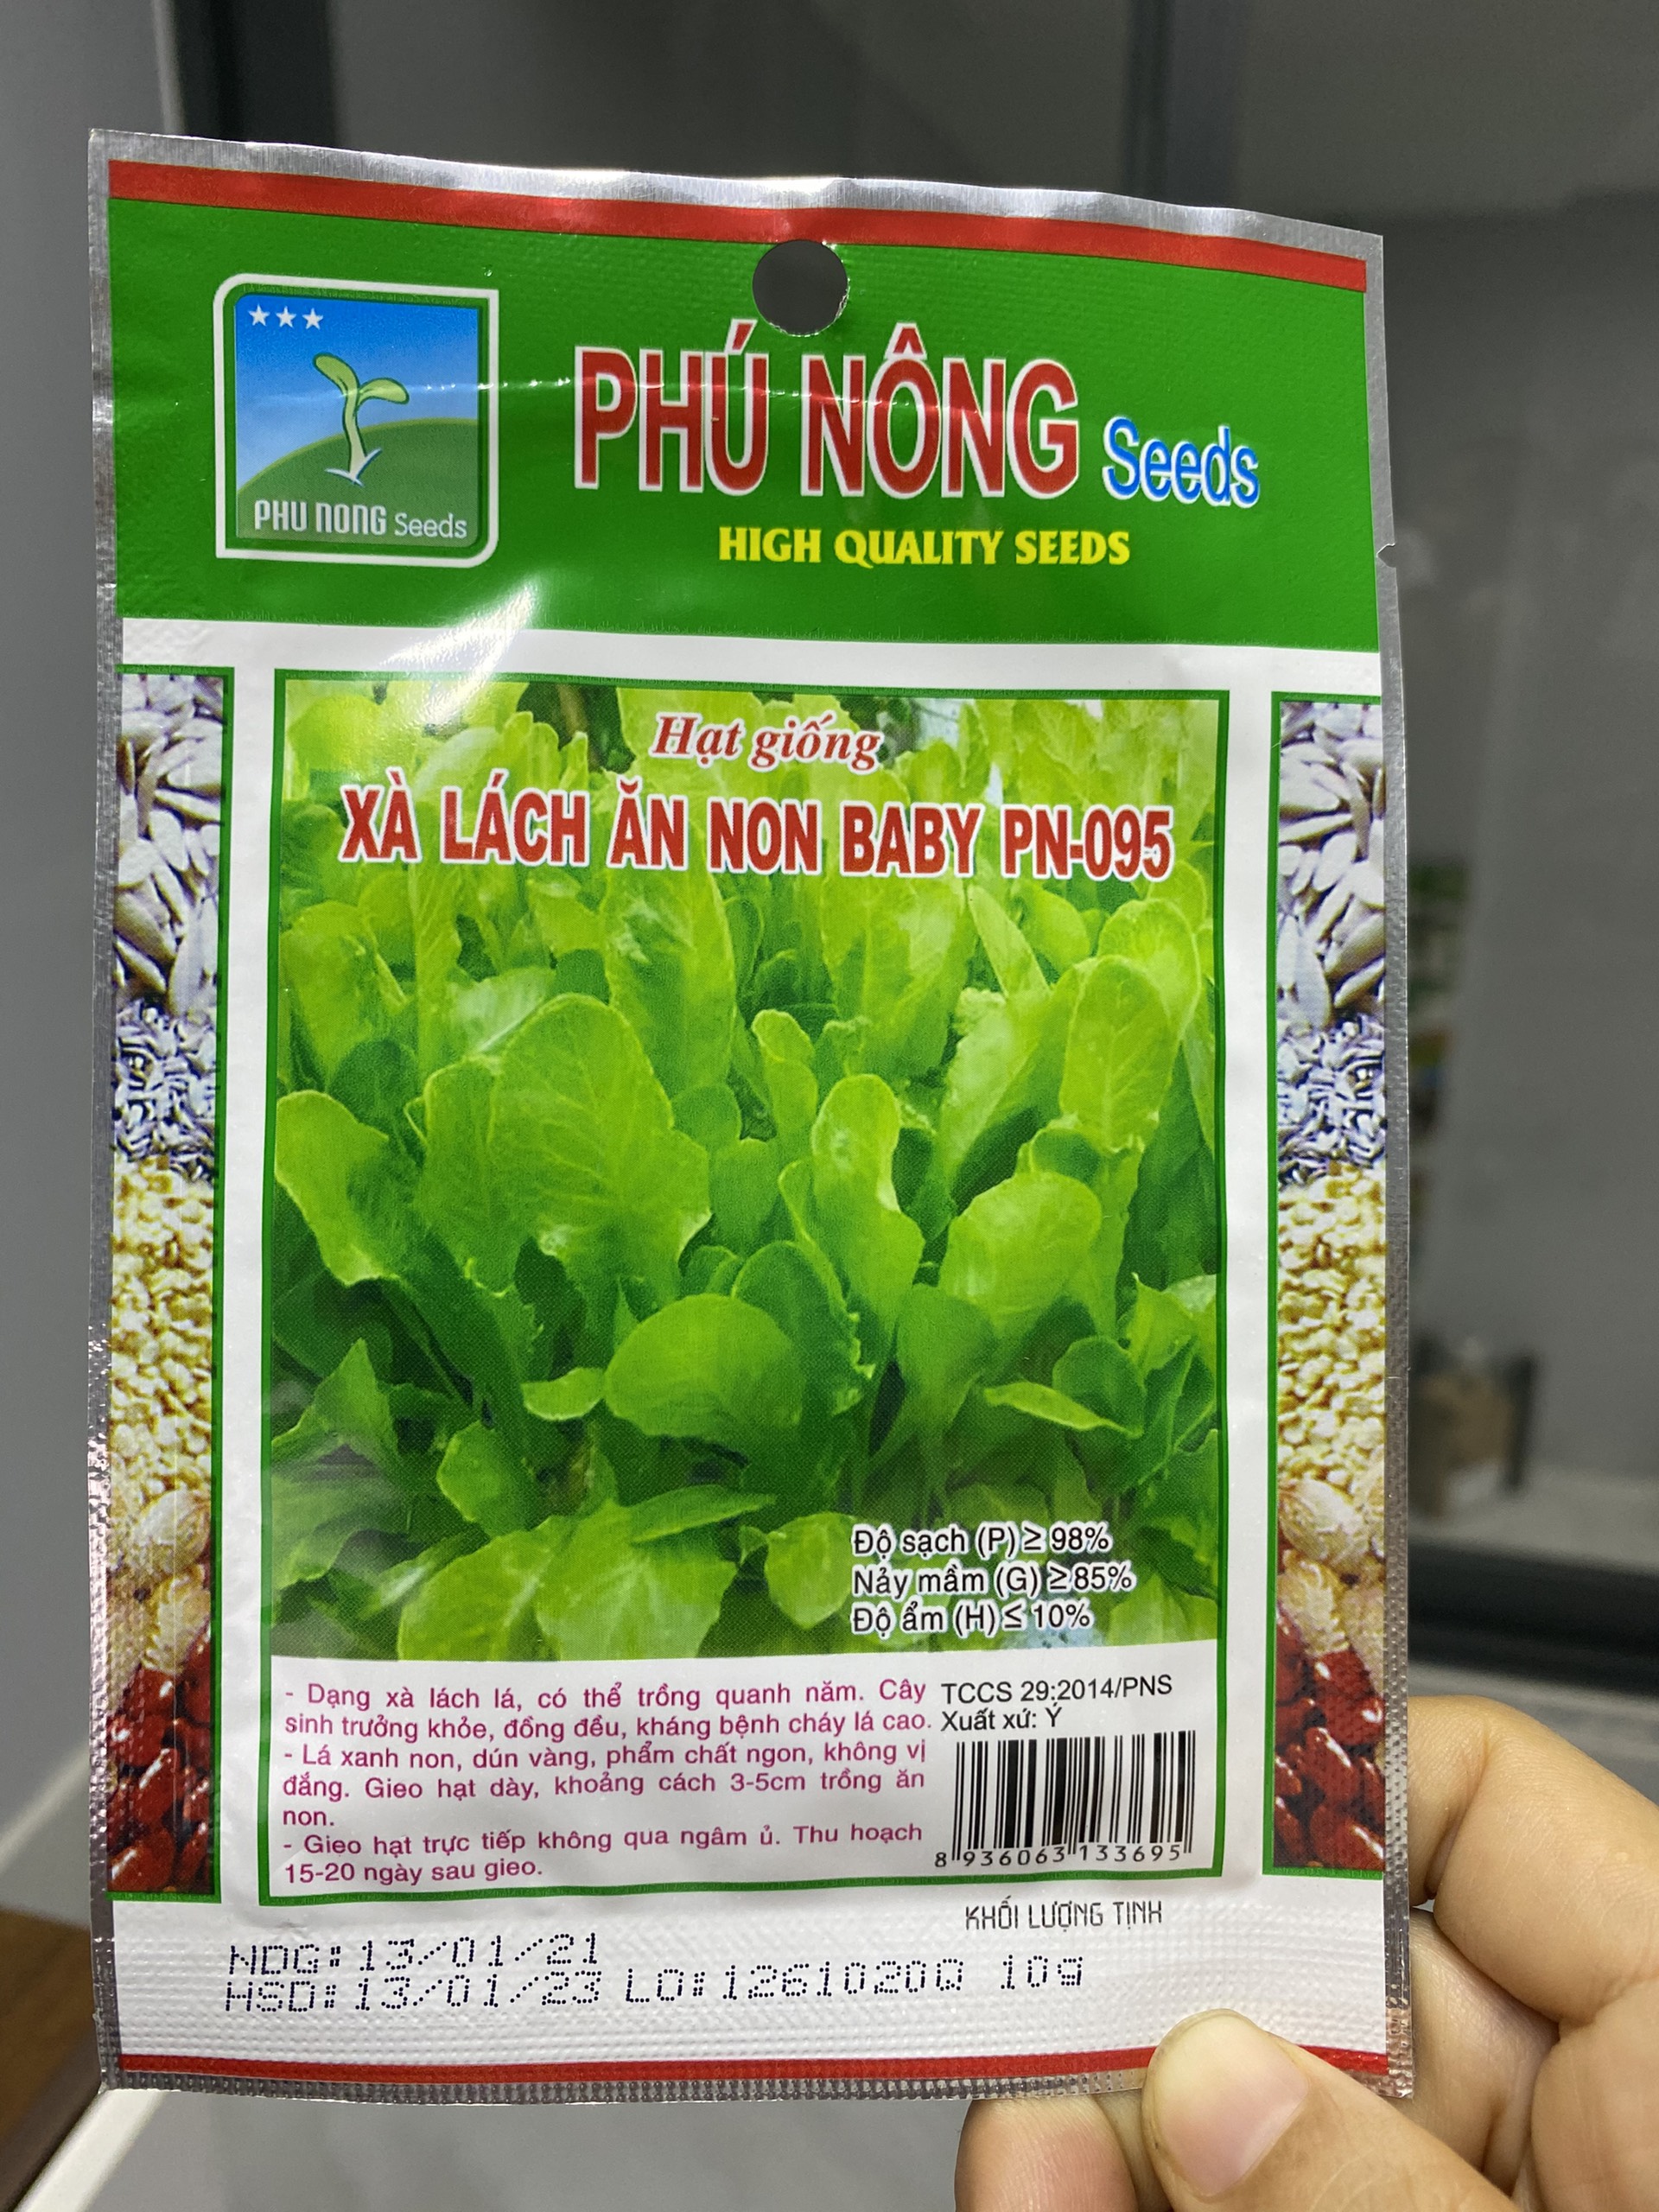 PHU NONG Seeds
PHÚ NÔNG Seeds
HIGH QUALITY SEEDS
Hạt giống
XÀ LÁCH ĂN NON BABY PN-095
Độ sạch (P) ≥ 98%
Nảy mầm (G) ≥ 85%
Độ ẩm (H) ≤ 10%
- Dạng xà lách lá, có thể trồng quanh năm. Cây
sinh trưởng khỏe, đồng đều, kháng bệnh cháy lá cao.
- Lá xanh non, dún vàng, phẩm chất ngon, không vị
đắng. Gieo hạt dày, khoảng cách 3-5cm trồng ăn
non.
- Gieo hạt trực tiếp không qua ngâm ủ. Thu hoạch
15-20 ngày sau gieo.
TCCS 29:2014/PNS
Xuất xứ: Ý
8 936063 133695
KHỐI LƯỢNG TỊNH
NDG: 13/01/21
HSD: 13/01/23 LO: 1261020Q 10g